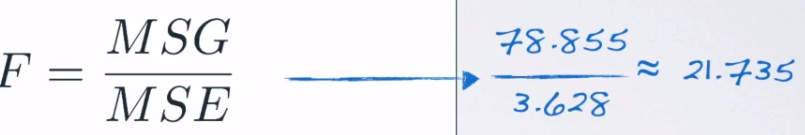 F = MSG / MSE
78.855 / 3.628 ≈ 21.735